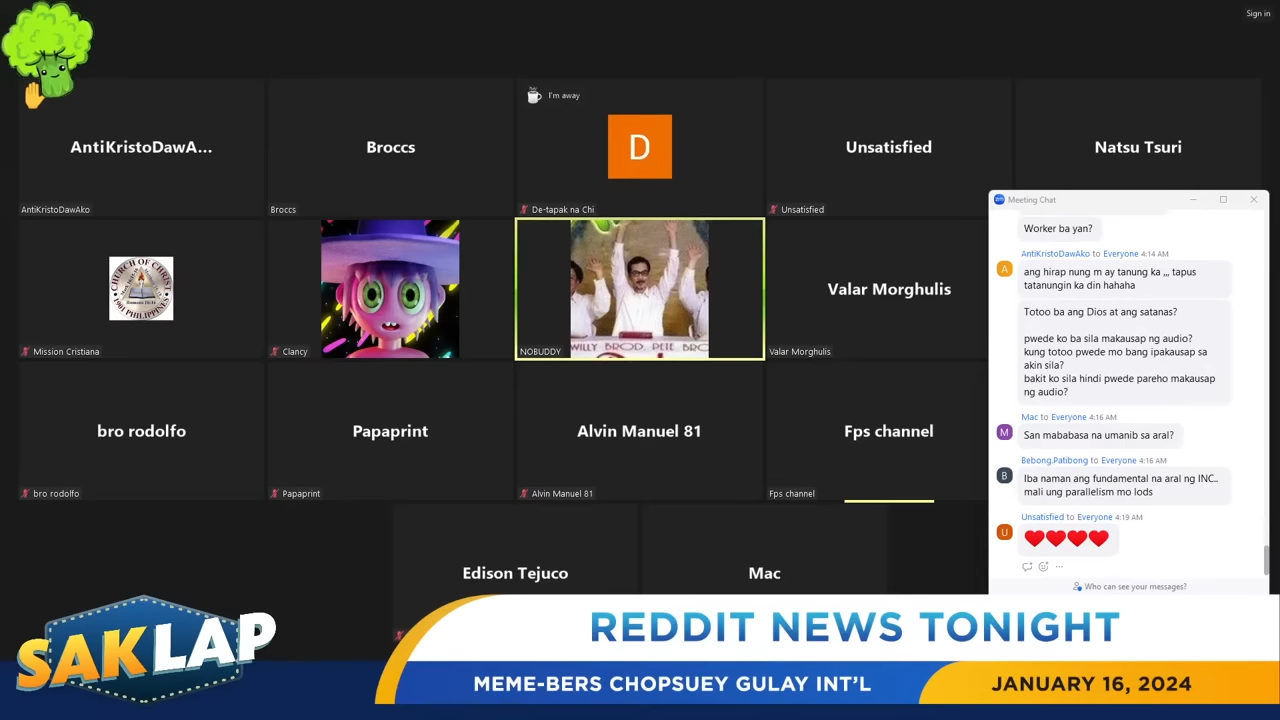 Sign in
I'm away
AntiKristoDawA...
Broccs
D
Unsatisfied
Natsu Tsuri
AntiKristoDawAko
Broccs
De-tapak na Chi
Unsatisfied
CHURCH OF CHRIST
PHILIPPINES
Valar Morghulis
Mission Cristiana
Clancy
WILLY BROD, PETE BRO
NOBUDDY
Valar Morghulis
bro rodolfo
Papaprint
Alvin Manuel 81
Fps channel
bro rodolfo
Papaprint
Alvin Manuel 81
Fps channel
Edison Tejuco
Mac
Meeting Chat
Worker ba yan?
AntiKristoDawAko to Everyone 4:14 AM
A
ang hirap nung m ay tanung ka ,,, tapus
tatanungin ka din hahaha
Totoo ba ang Dios at ang satanas?
pwede ko ba sila makausap ng audio?
kung totoo pwede mo bang ipakausap sa
akin sila?
bakit ko sila hindi pwede pareho makausap
ng audio?
Mac to Everyone 4:16 AM
M
San mababasa na umanib sa aral?
Bebong.Patibong to Everyone 4:16 AM
B
Iba naman ang fundamental na aral ng INC..
mali ung parallelism mo lods
Unsatisfied to Everyone 4:19 AM
U
Who can see your messages?
SAKLAP
REDDIT NEWS TONIGHT
MEME-BERS CHOPSUEY GULAY INT'L
JANUARY 16, 2024